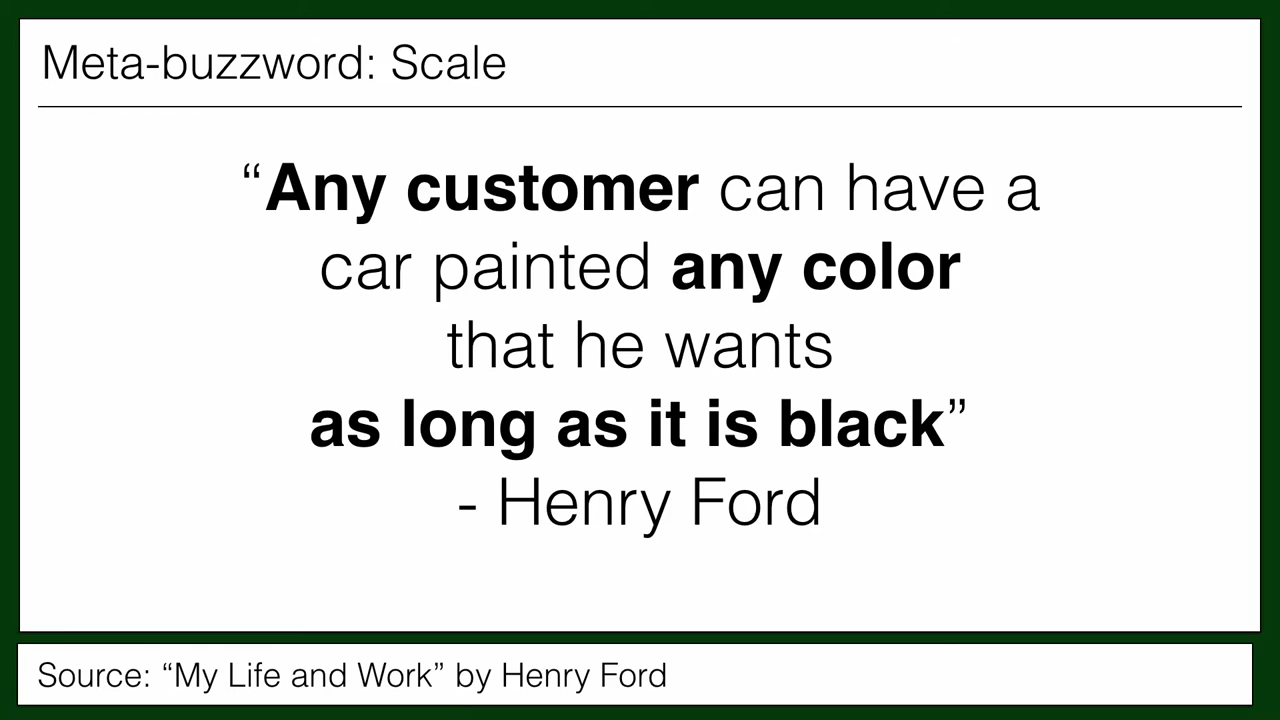 Meta-buzzword: Scale
“Any customer can have a
car painted any color
that he wants
as long as it is black”
- Henry Ford
Source: “My Life and Work” by Henry Ford